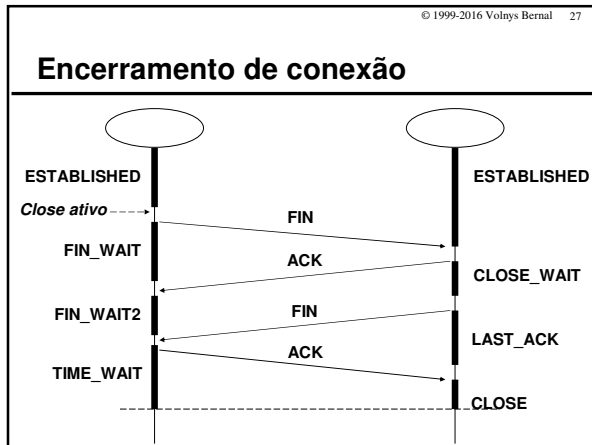 © 1999-2016 Volnys Bernal 27
Encerramento de conexão
ESTABLISHED
ESTABLISHED
Close ativo
FIN
FIN_WAIT
ACK
CLOSE_WAIT
FIN_WAIT2
FIN
LAST_ACK
ACK
TIME_WAIT
CLOSE